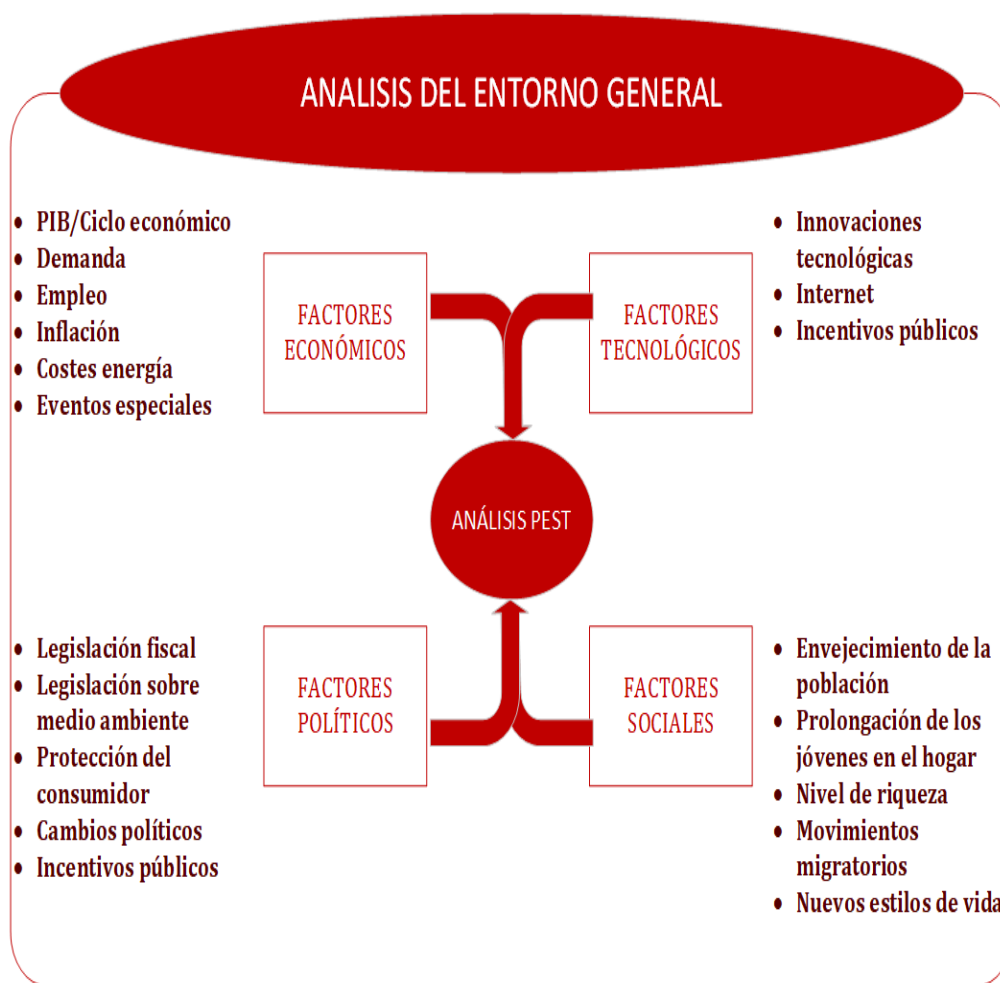 ANALISIS DEL ENTORNO GENERAL
• PIB/Ciclo económico
• Demanda
• Empleo
• Inflación
• Costes energía
• Eventos especiales
FACTORES
ECONÓMICOS
FACTORES
TECNOLÓGICOS
• Innovaciones
tecnológicas
• Internet
• Incentivos públicos
ANÁLISIS PEST
• Legislación fiscal
• Legislación sobre
medio ambiente
• Protección del
consumidor
• Cambios políticos
• Incentivos públicos
FACTORES
POLÍTICOS
FACTORES
SOCIALES
• Envejecimiento de la
población
• Prolongación de los
jóvenes en el hogar
• Nivel de riqueza
• Movimientos
migratorios
• Nuevos estilos de vida